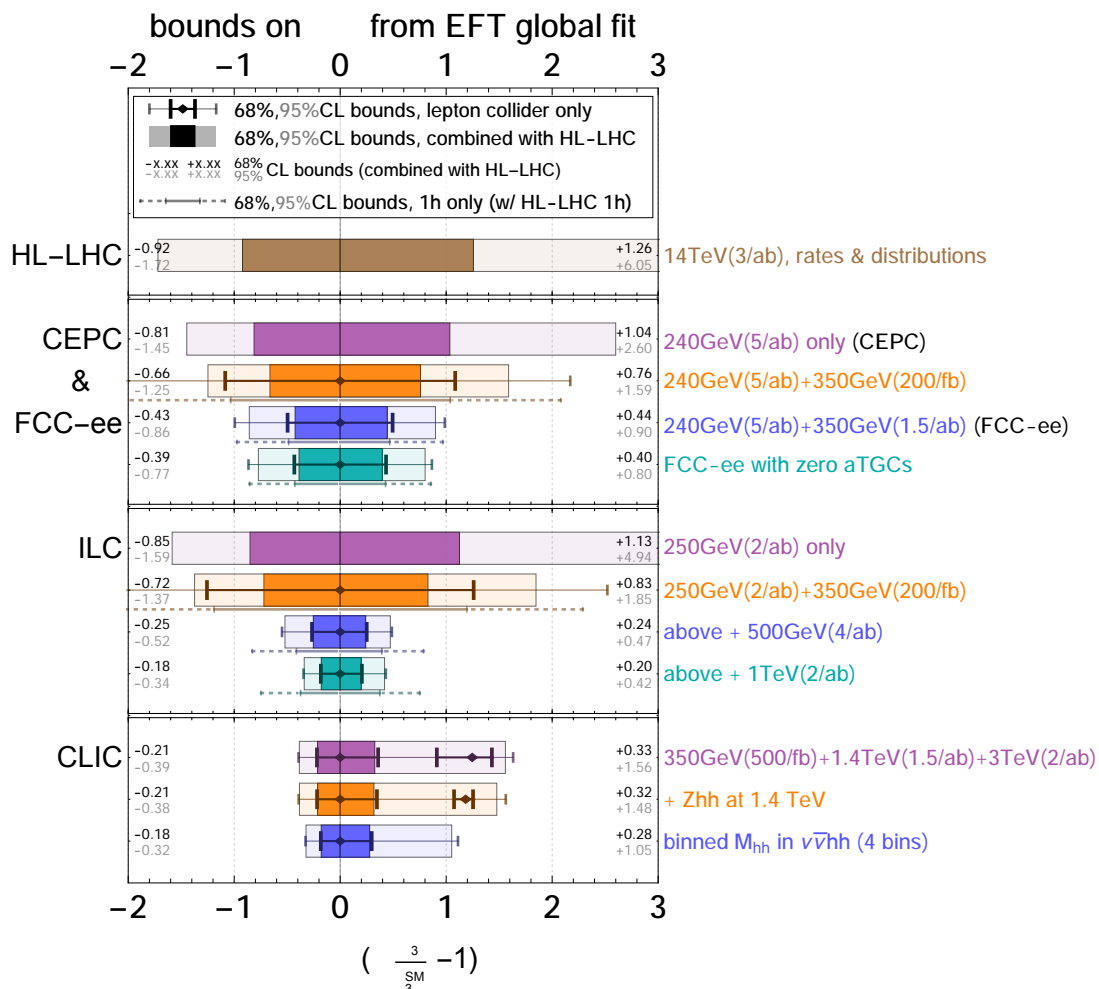 bounds on from EFT global fit
−2 −1 0 1 2 3
68%,95%CL bounds, lepton collider only
68%,95%CL bounds, combined with HL−LHC
−x.xx +x.xx 68%
−x.xx +x.xx 95% CL bounds (combined with HL−LHC)
68%,95%CL bounds, 1h only (w/ HL−LHC 1h)
HL−LHC −0.92 +1.26 14TeV(3/ab), rates & distributions
−1.72 +6.05
CEPC −0.81 +1.04 240GeV(5/ab) only (CEPC)
−1.45 +2.60
& −0.66 +0.76 240GeV(5/ab)+350GeV(200/fb)
−1.25 +1.59
FCC−ee −0.43 +0.44 240GeV(5/ab)+350GeV(1.5/ab) (FCC−ee)
−0.86 +0.90
−0.39 +0.40 FCC−ee with zero aTGCs
−0.77 +0.80
ILC −0.85 +1.13 250GeV(2/ab) only
−1.59 +4.94
−0.72 +0.83 250GeV(2/ab)+350GeV(200/fb)
−1.37 +1.85
−0.25 +0.24 above + 500GeV(4/ab)
−0.52 +0.47
−0.18 +0.20 above + 1TeV(2/ab)
−0.34 +0.42
CLIC −0.21 +0.33 350GeV(500/fb)+1.4TeV(1.5/ab)+3TeV(2/ab)
−0.39 +1.56
−0.21 +0.32 + Zhh at 1.4 TeV
−0.38 +1.48
−0.18 +0.28 binned Mhh in νν̅hh (4 bins)
−0.32 +1.05
−2 −1 0 1 2 3
3
( −1)
SM
3